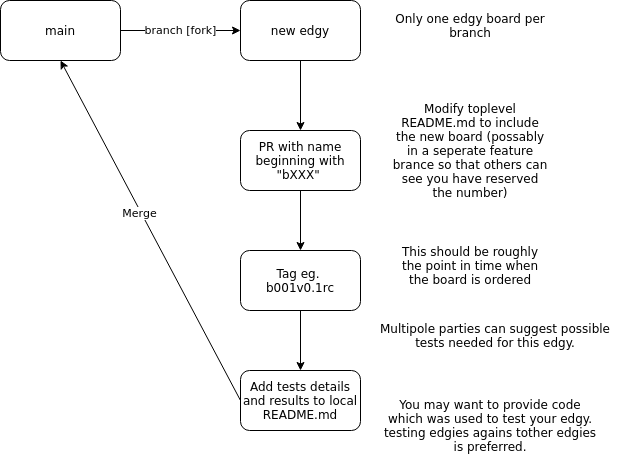 main
branch [fork]
new edgy
Only one edgy board per
branch
PR with name
beginning with
"bXXX"
Modify toplevel
README.md to include
the new board (possably
in a seperate feature
brance so that others can
see you have reserved
the number)
Merge
Tag eg.
b001v0.1rc
This should be roughly
the point in time when
the board is ordered
Multipole parties can suggest possible
tests needed for this edgy.
Add tests details
and results to local
README.md
You may want to provide code
which was used to test your edgy.
testing edgies agains tother edgies
is preferred.